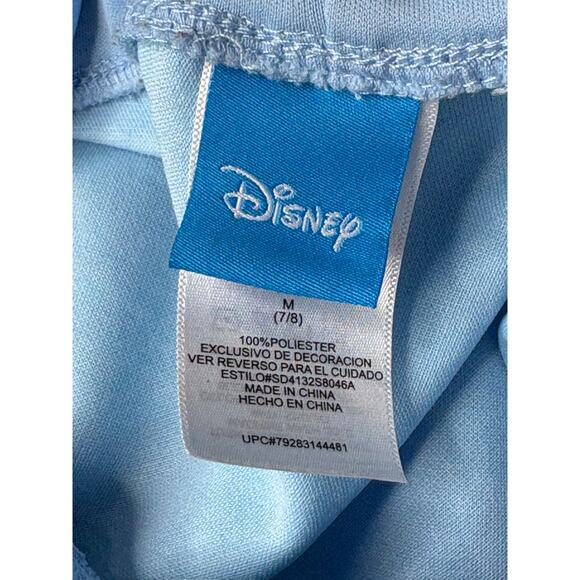 Disney
M
(7/8)
100%POLIESTER
EXCLUSIVO DE DECORACION
VER REVERSO PARA EL CUIDADO
ESTILO#SD4132S8046A
MADE IN CHINA
HECHO EN CHINA
UPC#79283144481